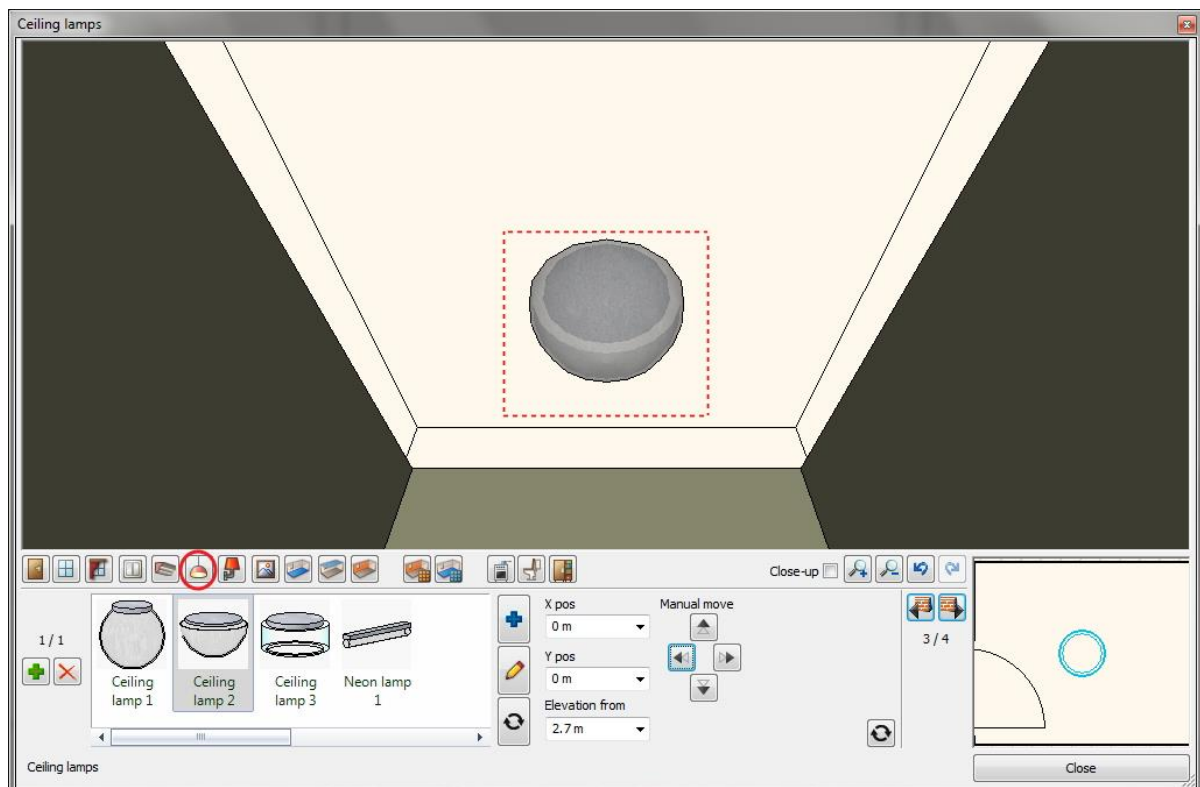 Ceiling lamps
Close-up
1 / 1
Ceiling
lamp 1
Ceiling
lamp 2
Ceiling
lamp 3
Neon lamp
1
X pos
0 m
Y pos
0 m
Elevation from
2.7 m
Manual move
3 / 4
Ceiling lamps
Close